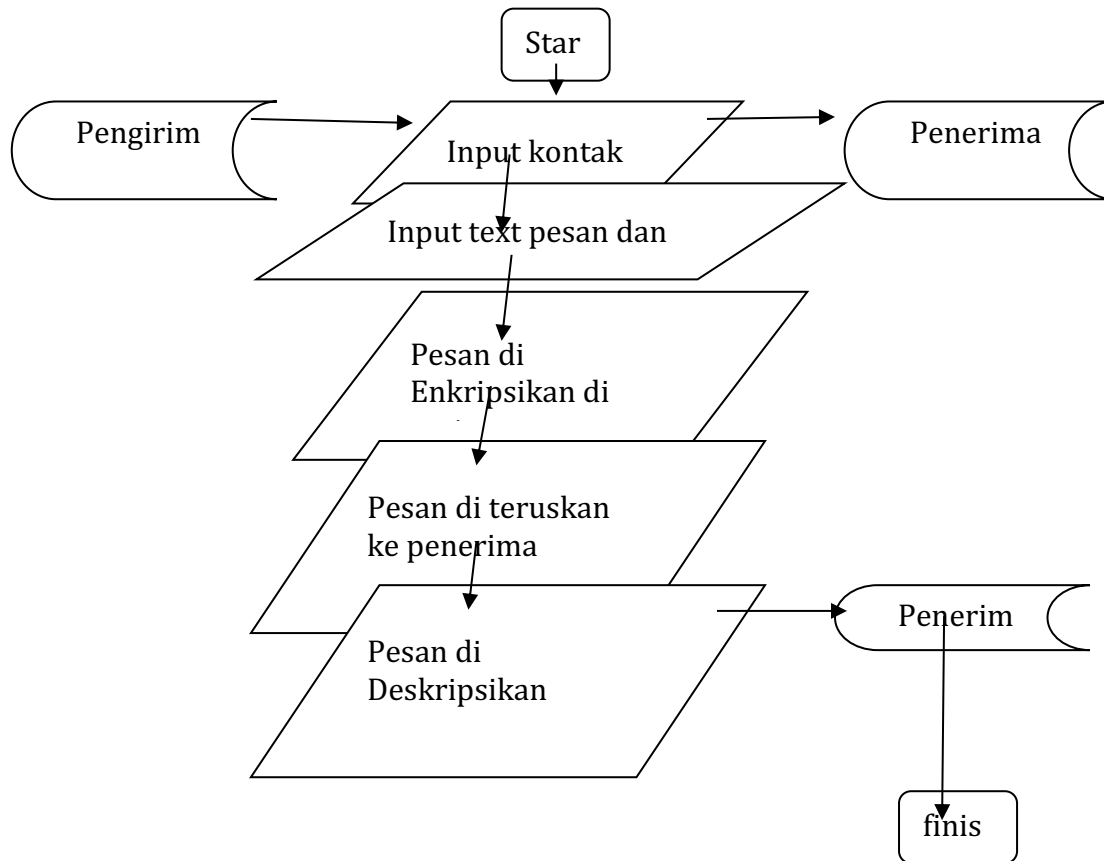 Star
Pengirim
Input kontak
Penerima
Input text pesan dan
Pesan di
Enkripsikan di
Pesan di teruskan
ke penerima
Pesan di
Deskripsikan
Penerim
finis